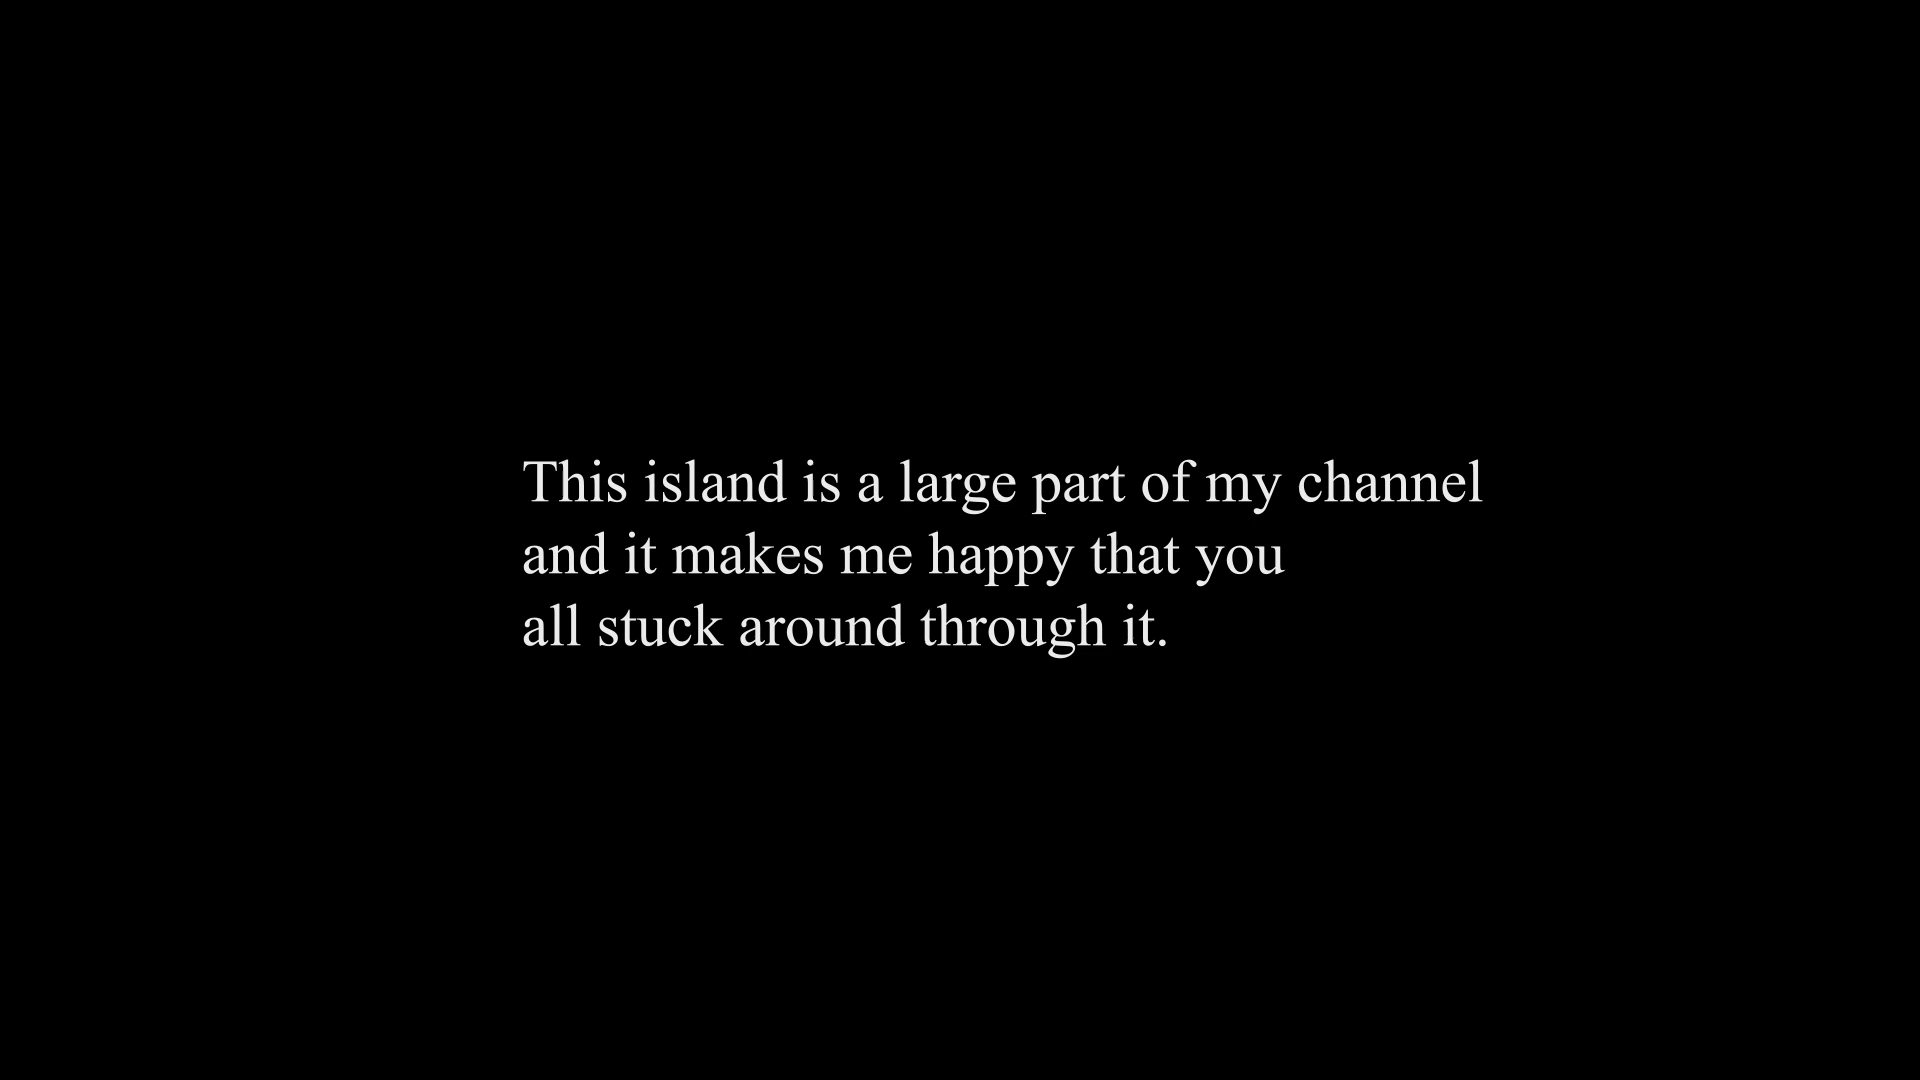 This island is a large part of my channel
and it makes me happy that you
all stuck around through it.